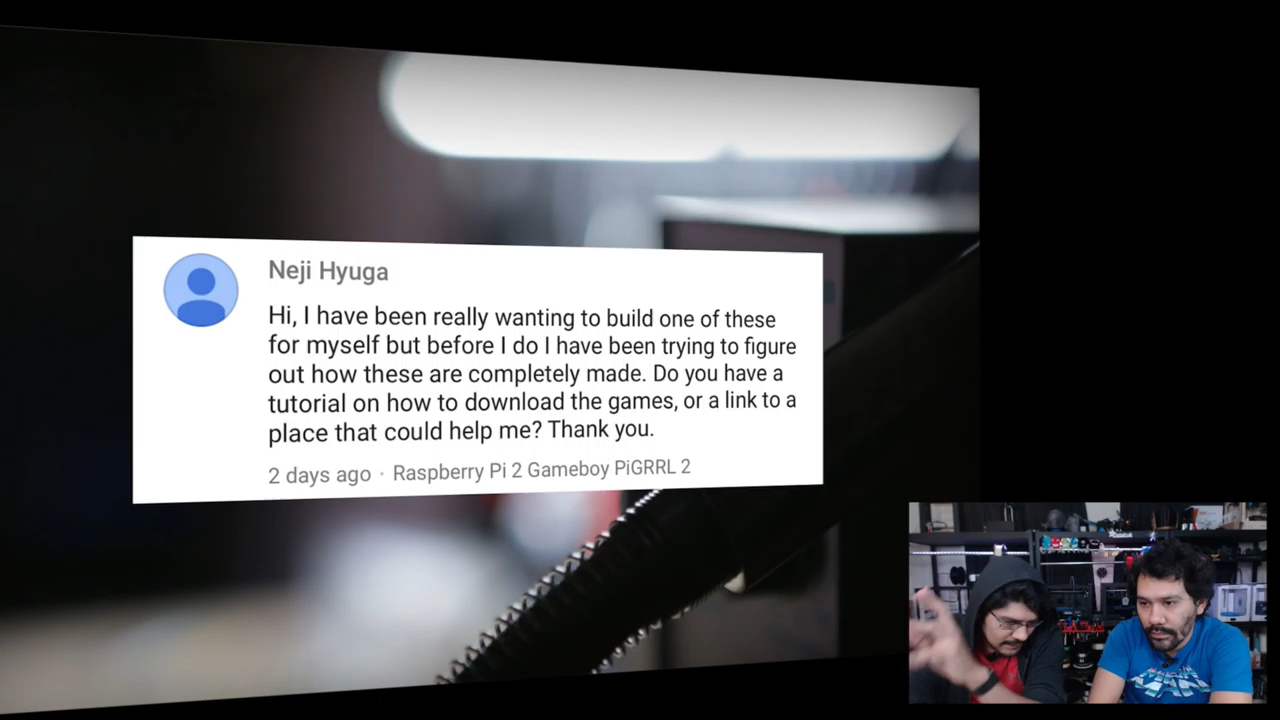 Neji Hyuga
Hi, I have been really wanting to build one of these
for myself but before I do I have been trying to figure
out how these are completely made. Do you have a
tutorial on how to download the games, or a link to a
place that could help me? Thank you.
2 days ago · Raspberry Pi 2 Gameboy PiGRRL 2